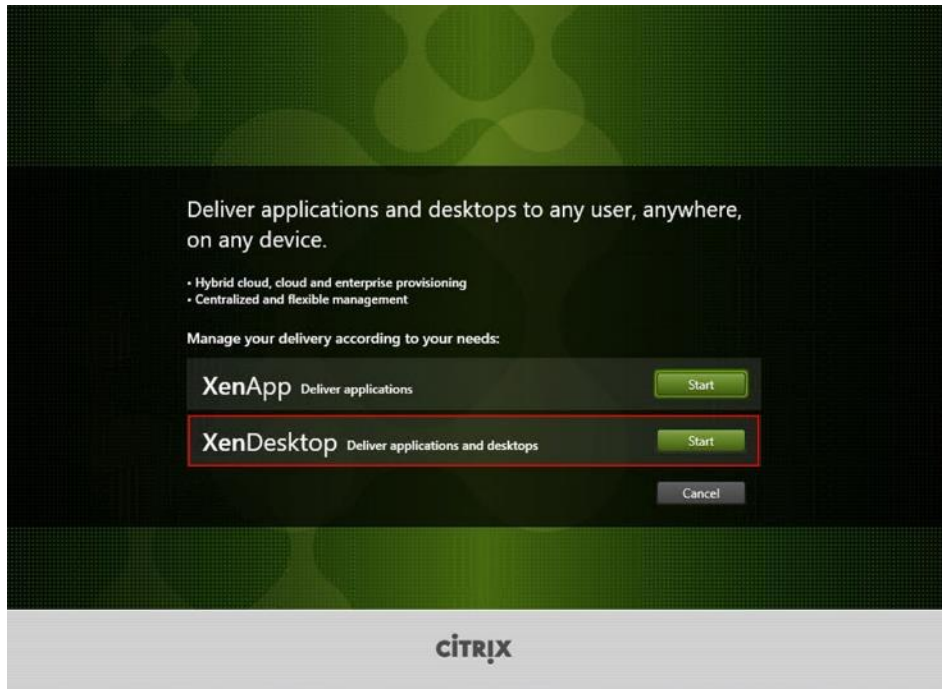 Deliver applications and desktops to any user, anywhere,
on any device.
• Hybrid cloud, cloud and enterprise provisioning
• Centralized and flexible management
Manage your delivery according to your needs:
XenApp Deliver applications Start
XenDesktop Deliver applications and desktops Start
Cancel
CİTRIX